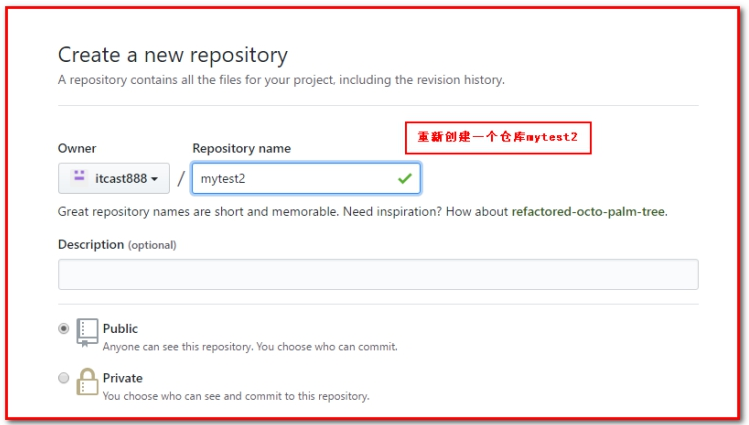 Create a new repository
A repository contains all the files for your project, including the revision history.
重新创建一个仓库mytest2
Owner
Repository name
itcast888 / mytest2
Great repository names are short and memorable. Need inspiration? How about refactored-octo-palm-tree.
Description (optional)
Public
Anyone can see this repository. You choose who can commit.
Private
You choose who can see and commit to this repository.